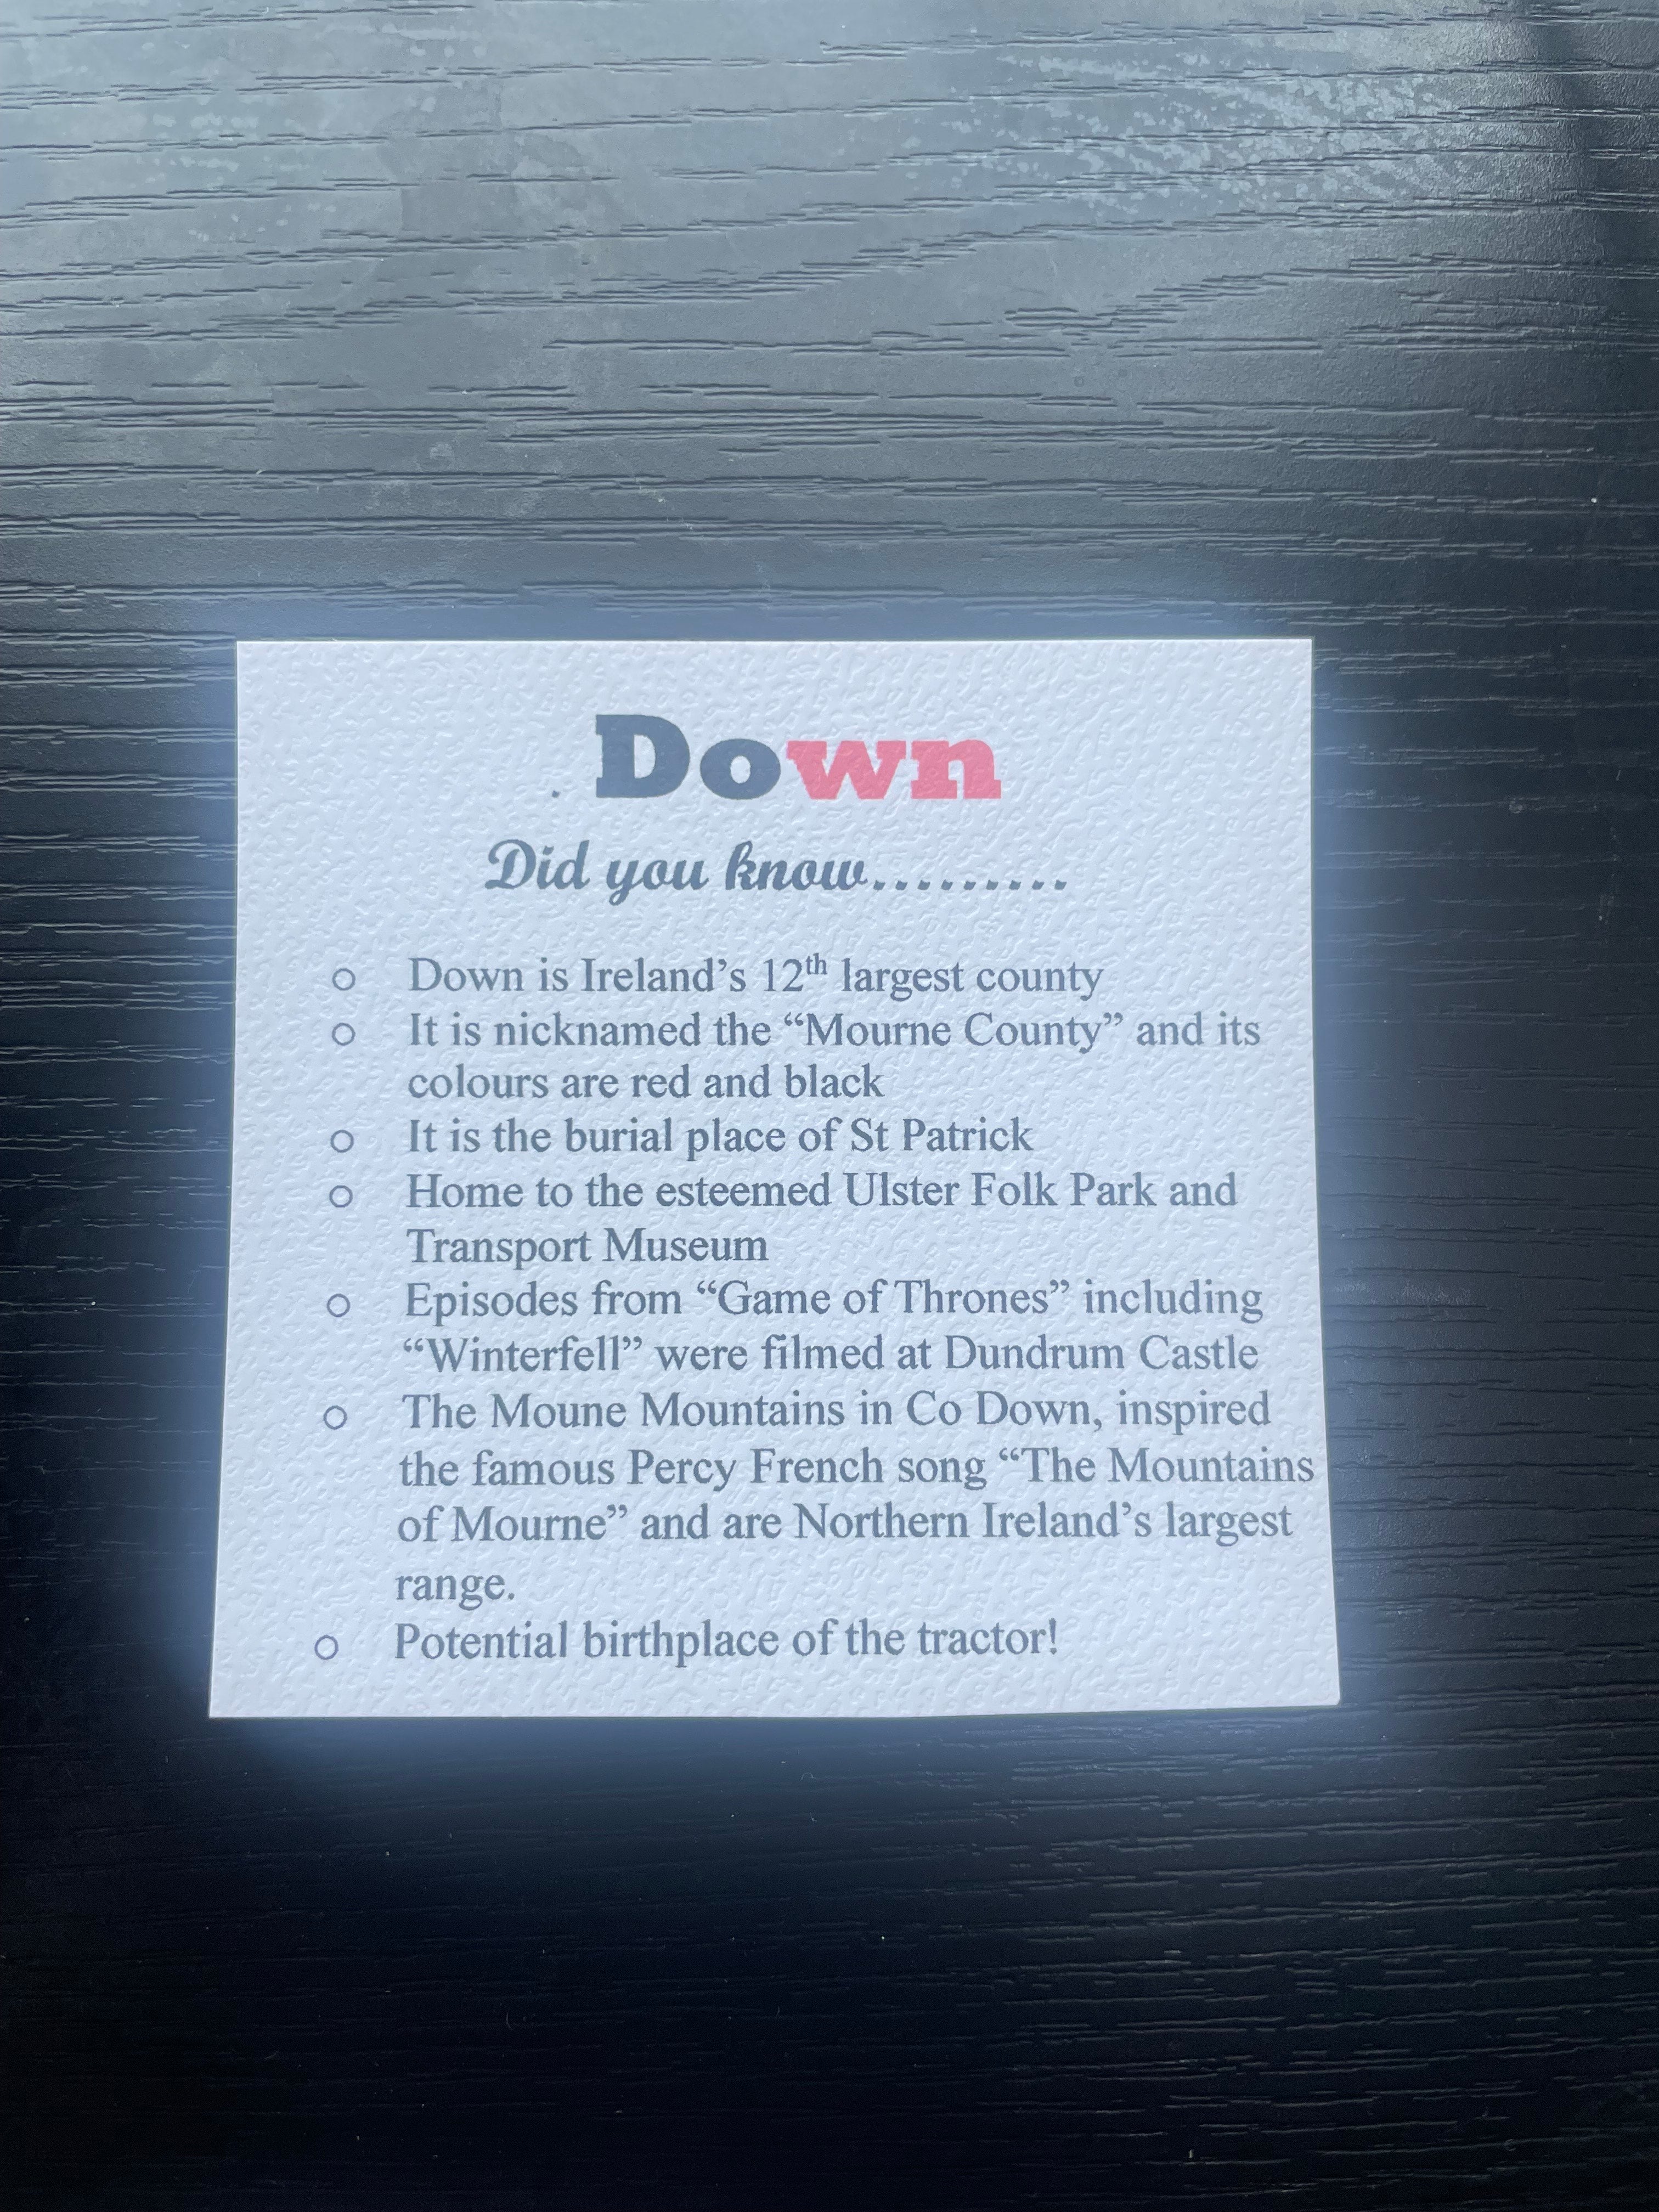 . Down
Did you know.........
o Down is Ireland’s 12th largest county
o It is nicknamed the “Mourne County” and its
colours are red and black
o It is the burial place of St Patrick
o Home to the esteemed Ulster Folk Park and
Transport Museum
o Episodes from “Game of Thrones” including
“Winterfell” were filmed at Dundrum Castle
o The Moune Mountains in Co Down, inspired
the famous Percy French song “The Mountains
of Mourne” and are Northern Ireland’s largest
range.
o Potential birthplace of the tractor!